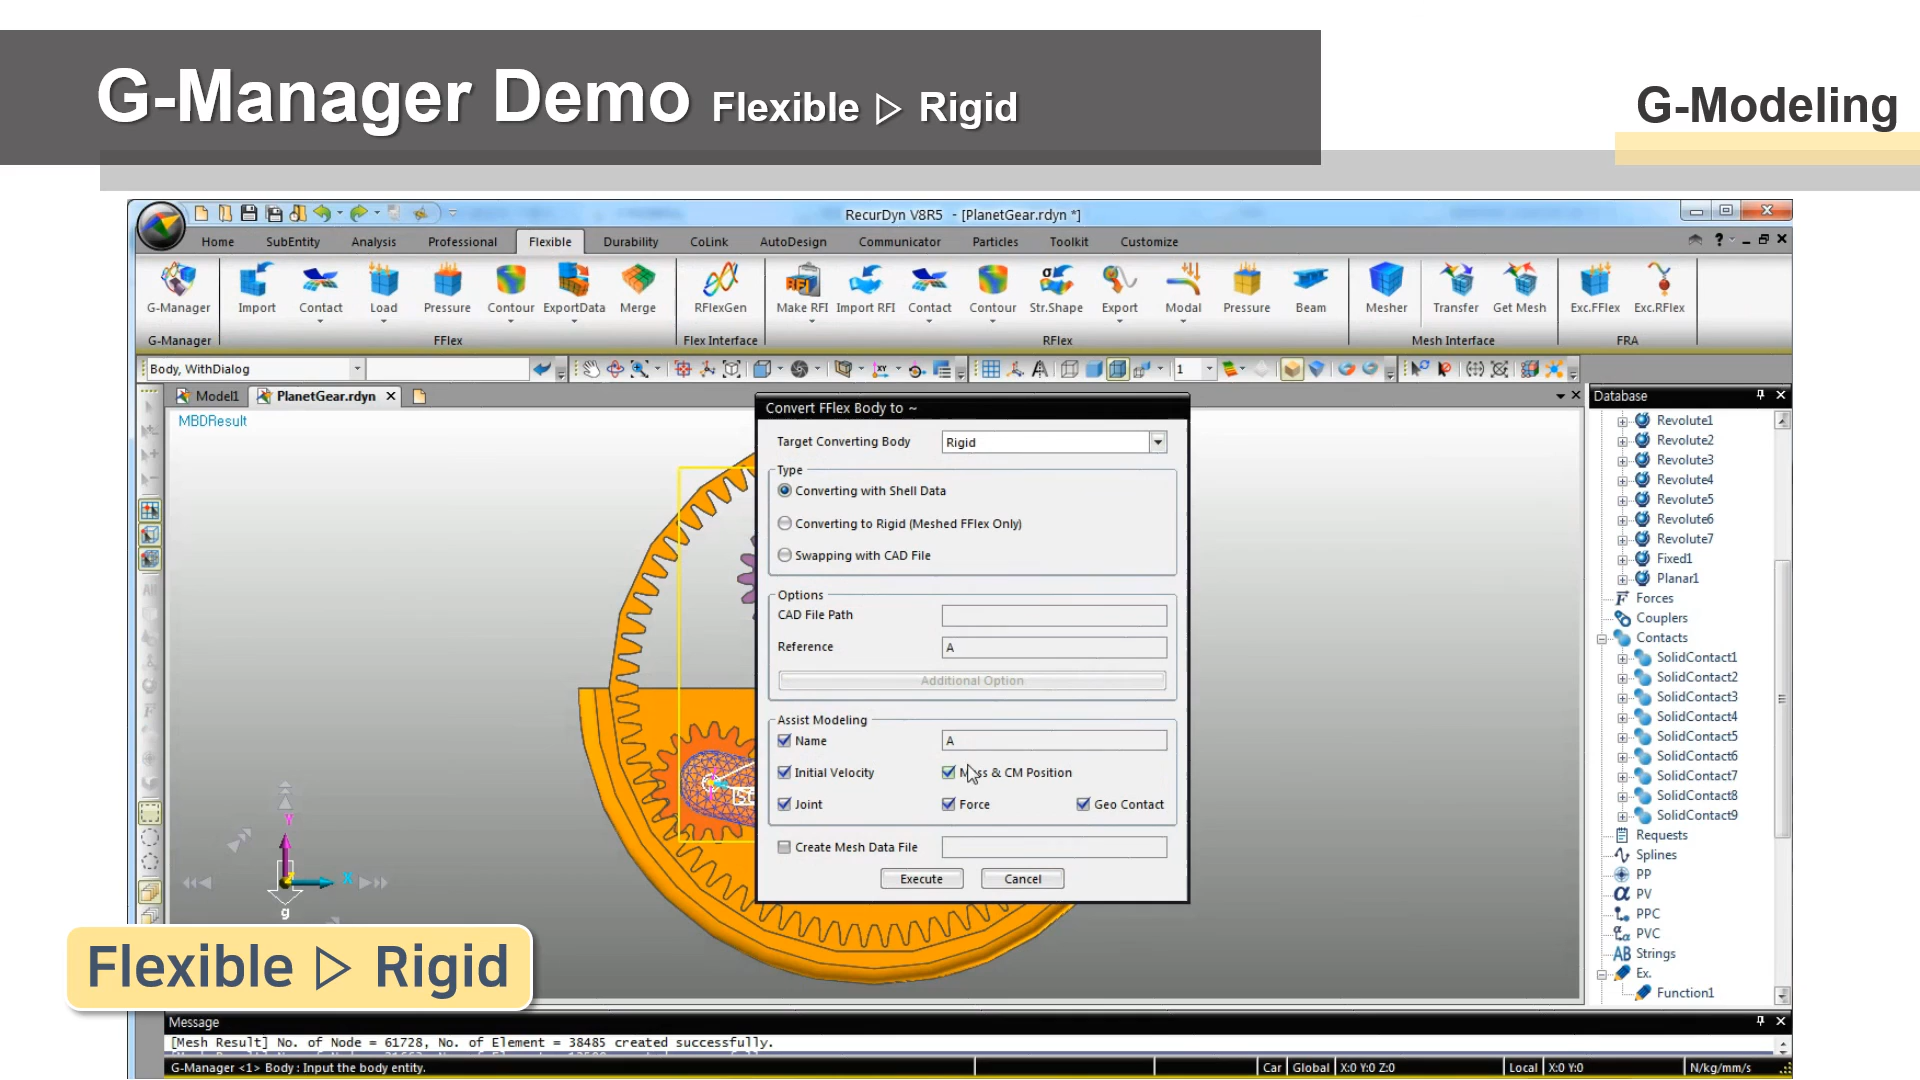 G-Manager Demo Flexible ▷ Rigid
G-Modeling
RecurDyn V8R5 - [PlanetGear.rdyn *]
Home SubEntity Analysis Professional Flexible Durability CoLink AutoDesign Communicator Particles Toolkit Customize
G-Manager Import Contact Load Pressure Contour ExportData Merge RFlexGen Make RFI Import RFI Contact Contour Str.Shape Export Modal Pressure Beam Mesher Transfer Get Mesh Exc.FFlex Exc.RFlex
G-Manager FFlex Flex Interface RFlex Mesh Interface FRA
Body, WithDialog
1
Model1 PlanetGear.rdyn
MBDResult
Convert FFlex Body to ~
Target Converting Body Rigid
Type
Converting with Shell Data
Converting to Rigid (Meshed FFlex Only)
Swapping with CAD File
Options
CAD File Path
Reference A
Additional Option
Assist Modeling
Name A
Initial Velocity Mass & CM Position
Joint Force Geo Contact
Create Mesh Data File
Execute Cancel
Y
X
g
Database
Revolute1
Revolute2
Revolute3
Revolute4
Revolute5
Revolute6
Revolute7
Fixed1
Planar1
Forces
Couplers
Contacts
SolidContact1
SolidContact2
SolidContact3
SolidContact4
SolidContact5
SolidContact6
SolidContact7
SolidContact8
SolidContact9
Requests
Splines
PP
PV
PPC
PVC
Strings
Ex.
Function1
Flexible ▷ Rigid
Message
[Mesh Result] No. of Node = 61728, No. of Element = 38485 created successfully.
G-Manager <1> Body : Input the body entity.
Car Global X:0 Y:0 Z:0 Local X:0 Y:0 N/kg/mm/s